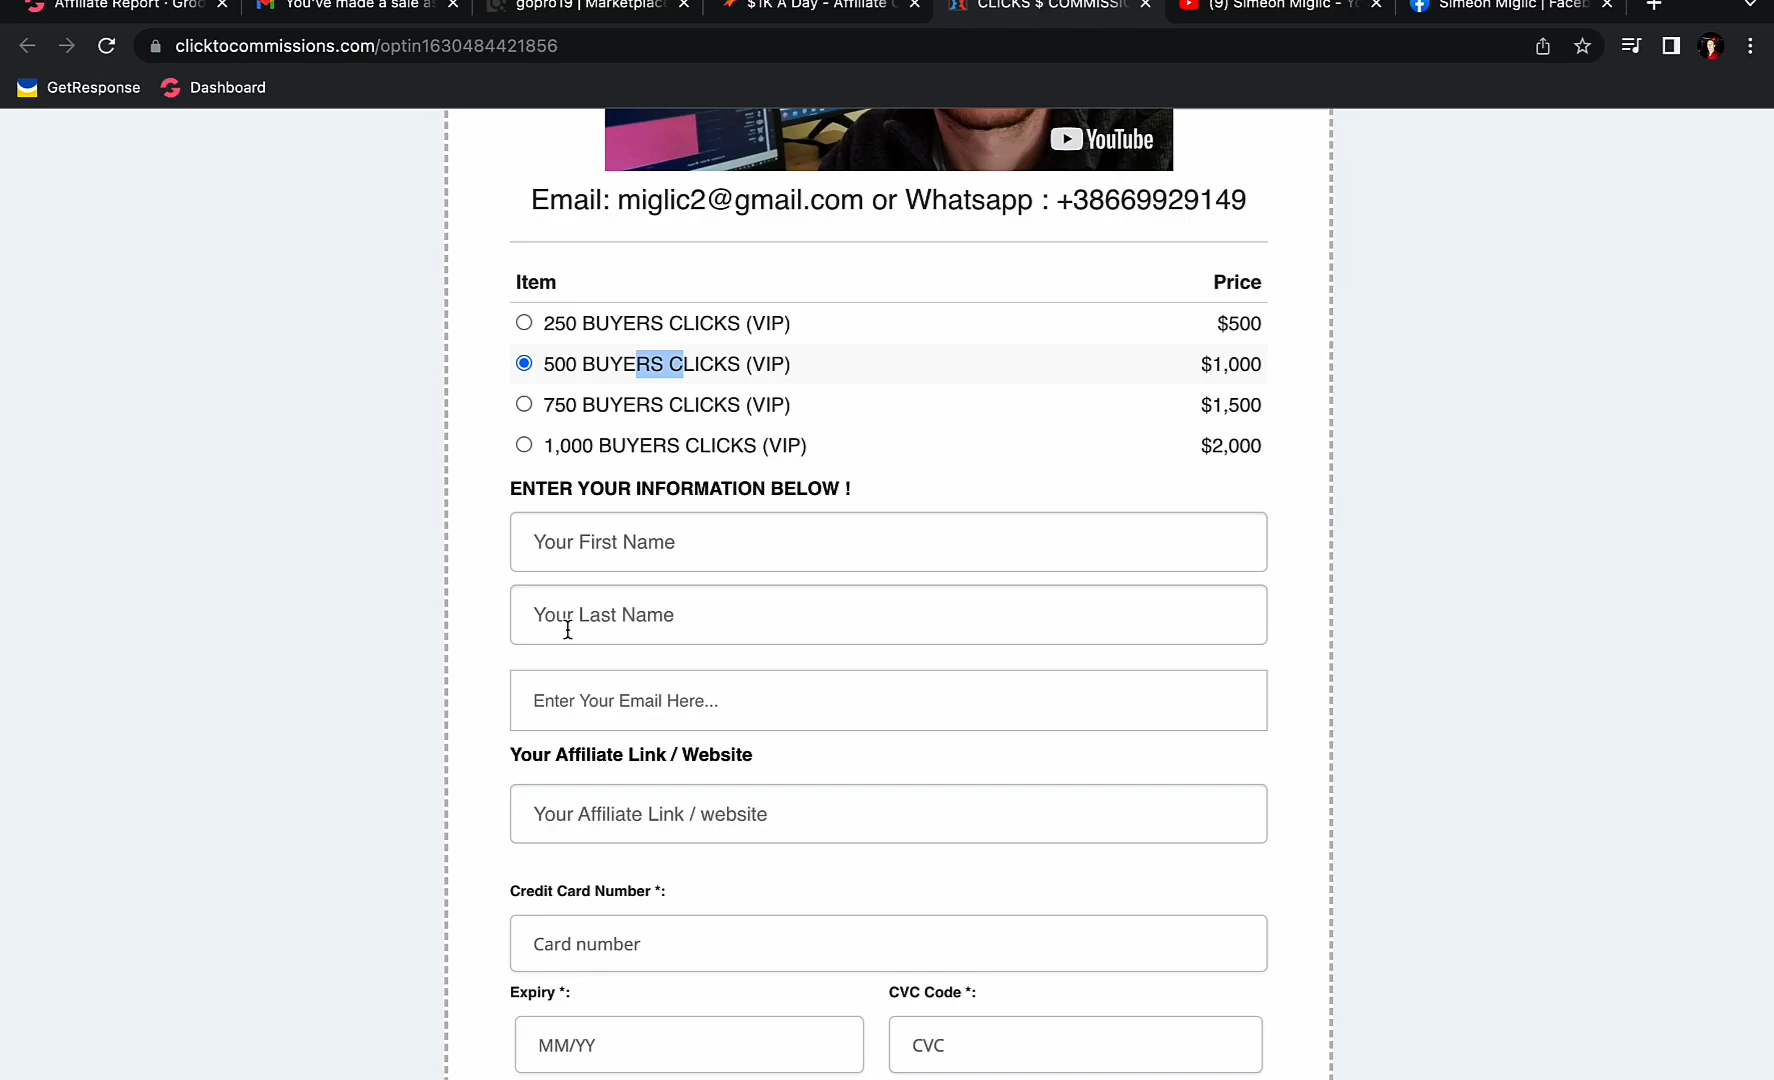 Affiliate Report · Gro
You've made a sale a
gopro19 | Marketplac
$1K A Day - Affiliate
CLICKS $ COMMISSI
(9) Simeon Miglic - Yo
Simeon Miglic | Faceb
clicktocommissions.com/optin1630484421856
GetResponse
Dashboard
YouTube
Email: miglic2@gmail.com or Whatsapp : +38669929149
Item Price
250 BUYERS CLICKS (VIP) $500
500 BUYERS CLICKS (VIP) $1,000
750 BUYERS CLICKS (VIP) $1,500
1,000 BUYERS CLICKS (VIP) $2,000
ENTER YOUR INFORMATION BELOW !
Your First Name
Your Last Name
Enter Your Email Here...
Your Affiliate Link / Website
Your Affiliate Link / website
Credit Card Number *:
Card number
Expiry *: CVC Code *:
MM/YY CVC